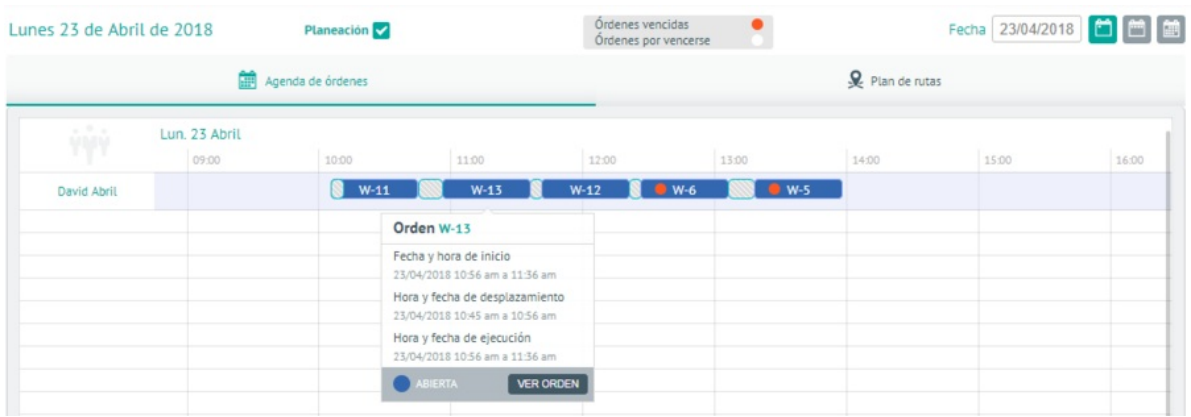 Lunes 23 de Abril de 2018
Planeación
Órdenes vencidas
Órdenes por vencerse
Fecha 23/04/2018
Agenda de órdenes
Plan de rutas
Lun. 23 Abril
09:00 10:00 11:00 12:00 13:00 14:00 15:00 16:00
David Abril
W-11 W-13 W-12 W-6 W-5
Orden W-13
Fecha y hora de inicio
23/04/2018 10:56 am a 11:36 am
Hora y fecha de desplazamiento
23/04/2018 10:45 am a 10:56 am
Hora y fecha de ejecución
23/04/2018 10:56 am a 11:36 am
ABIERTA VER ORDEN